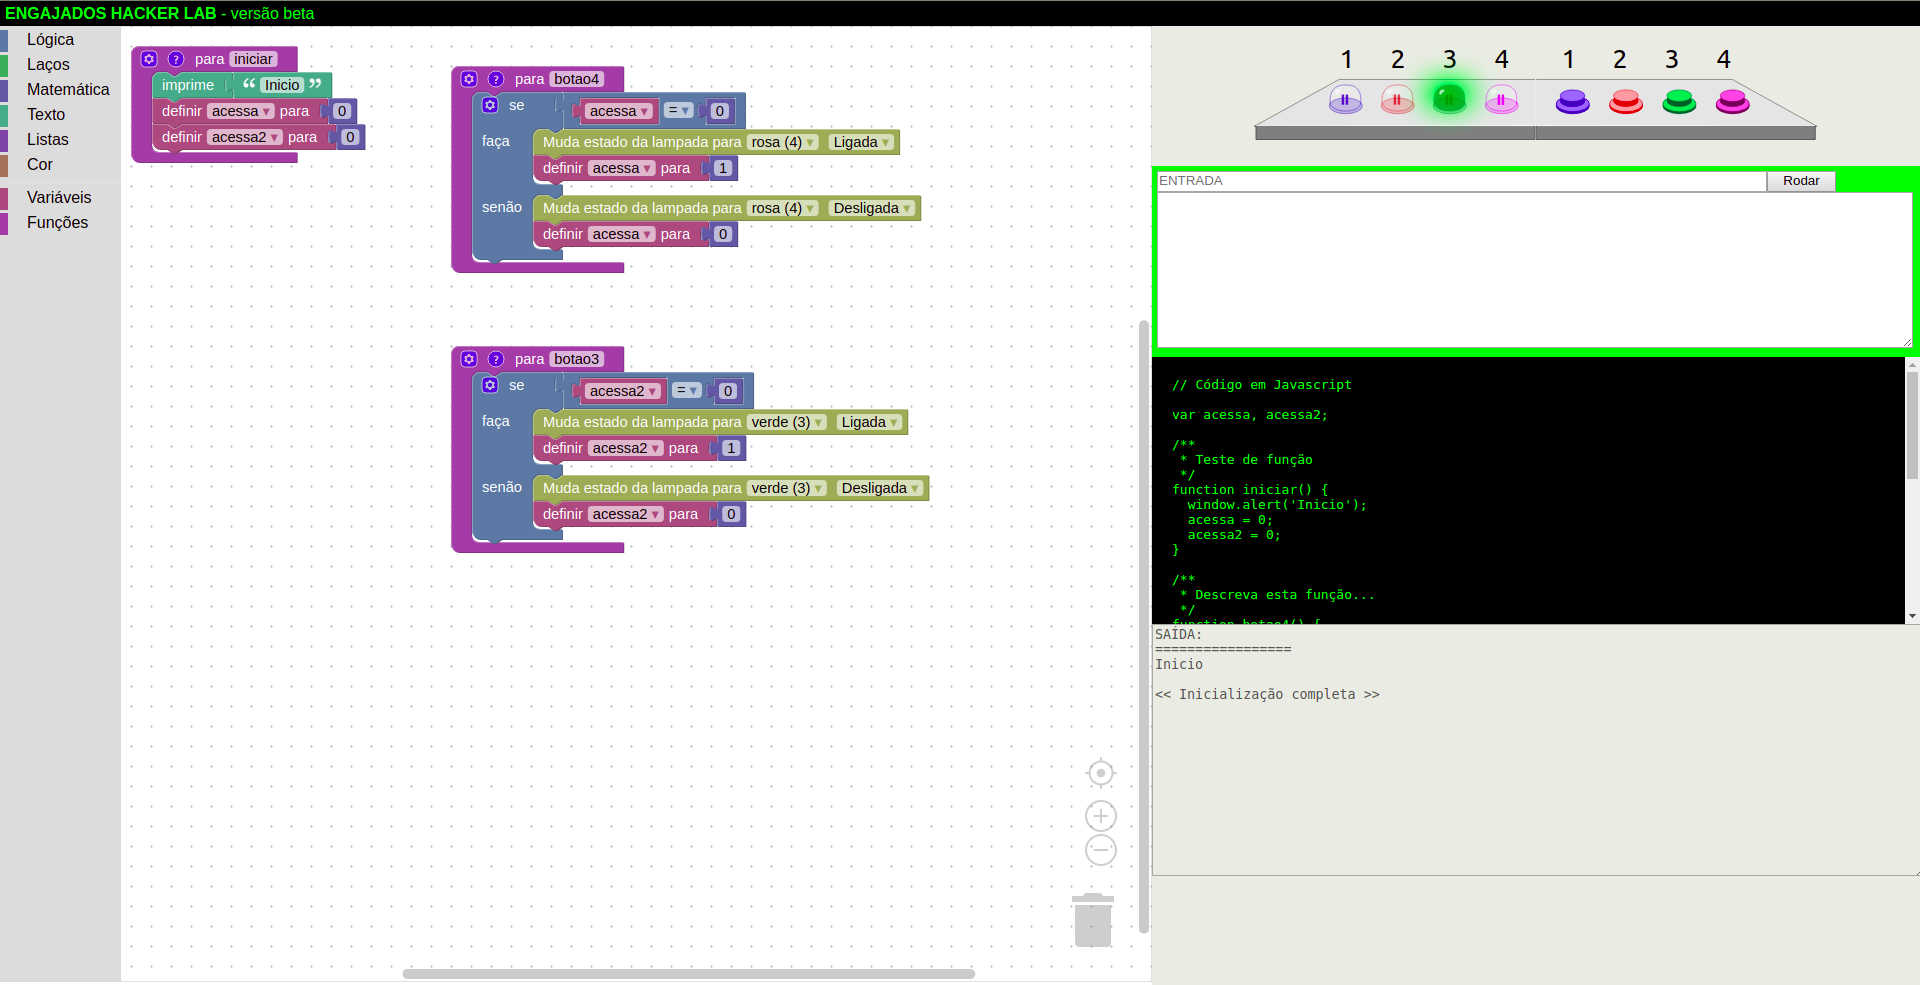 ENGAJADOS HACKER LAB - versão beta
Lógica
Laços
Matemática
Texto
Listas
Cor
Variáveis
Funções
? para iniciar
imprime “ Inicio ”
definir acessa para 0
definir acessa2 para 0
? para botao4
se acessa = 0
faça Muda estado da lampada para rosa (4) Ligada
definir acessa para 1
senão Muda estado da lampada para rosa (4) Desligada
definir acessa para 0
? para botao3
se acessa2 = 0
faça Muda estado da lampada para verde (3) Ligada
definir acessa2 para 1
senão Muda estado da lampada para verde (3) Desligada
definir acessa2 para 0
1 2 3 4 1 2 3 4
ENTRADA Rodar
// Código em Javascript
var acessa, acessa2;
/**
* Teste de função
*/
function iniciar() {
window.alert('Inicio');
acessa = 0;
acessa2 = 0;
}
/**
* Descreva esta função...
*/
function botao4() {
SAÍDA:
=================
Inicio
<< Inicialização completa >>